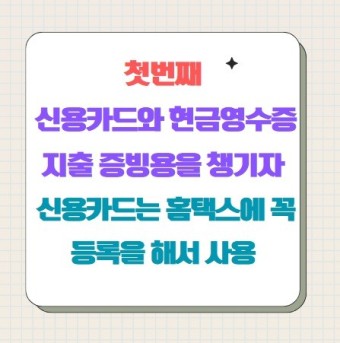 첫번째
신용카드와 현금영수증
지출 증빙용을 챙기자
신용카드는 홈택스에 꼭
등록을 해서 사용